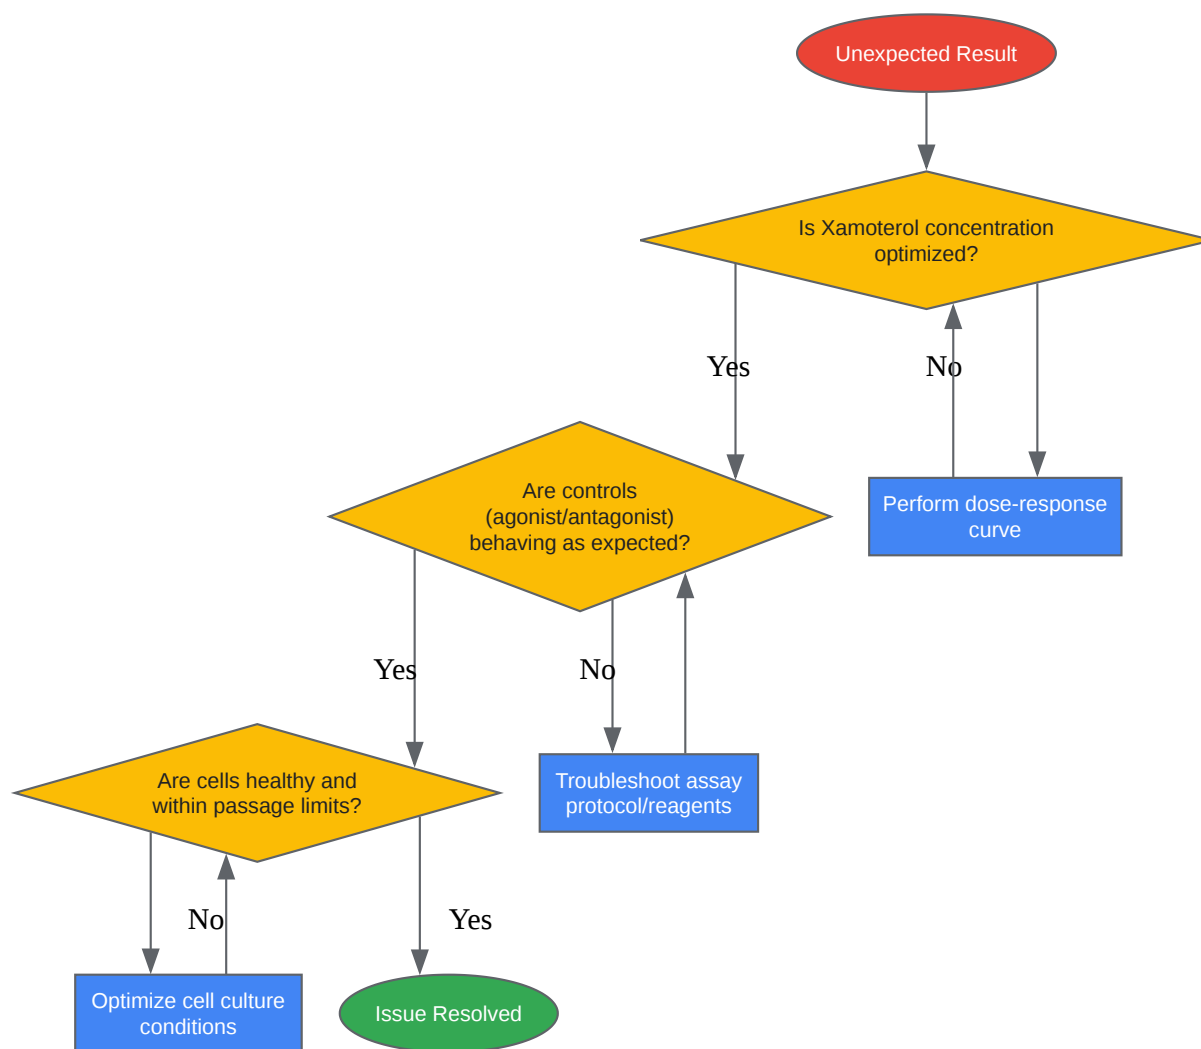 Unexpected Result
Is Xamoterol concentration
optimized?
Yes
No
Are controls
(agonist/antagonist)
behaving as expected?
Perform dose-response
curve
Yes
No
Are cells healthy and
within passage limits?
Troubleshoot assay
protocol/reagents
No
Yes
Optimize cell culture
conditions
Issue Resolved